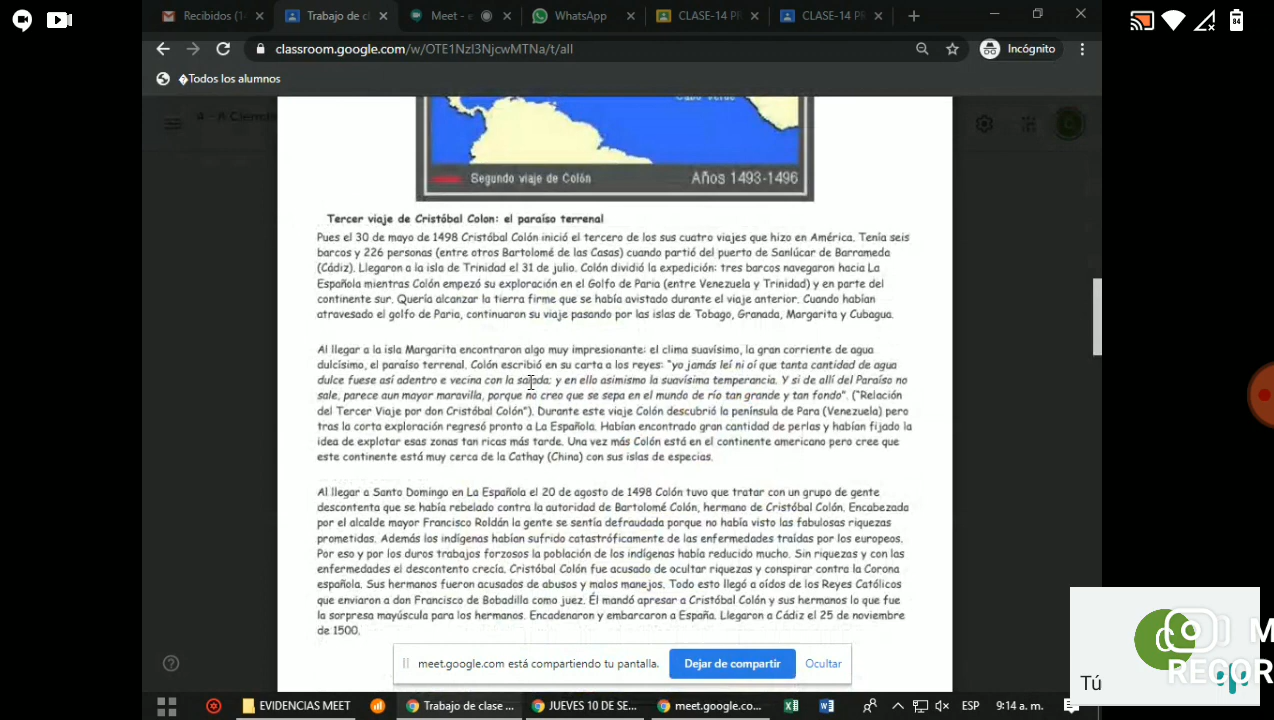 Recibidos (1
Trabajo de c
Meet - e
WhatsApp
CLASE-14 PR
CLASE-14 P
84
classroom.google.com/w/OTE1NzI3NjcwMTNa/t/all
Incógnito
Todos los alumnos
Segundo viaje de Colón
Años 1493-1496
Tercer viaje de Cristóbal Colon: el paraíso terrenal
Pues el 30 de mayo de 1498 Cristóbal Colón inició el tercero de los sus cuatro viajes que hizo en América. Tenía seis
barcos y 226 personas (entre otros Bartolomé de las Casas) cuando partió del puerto de Sanlúcar de Barrameda
(Cádiz). Llegaron a la isla de Trinidad el 31 de julio. Colón dividió la expedición: tres barcos navegaron hacia La
Española mientras Colón empezó su exploración en el Golfo de Paria (entre Venezuela y Trinidad) y en parte del
continente sur. Quería alcanzar la tierra firme que se había avistado durante el viaje anterior. Cuando habían
atravesado el golfo de Paria, continuaron su viaje pasando por las islas de Tobago, Granada, Margarita y Cubagua.
Al llegar a la isla Margarita encontraron algo muy impresionante: el clima suavísimo, la gran corriente de agua
dulcísimo, el paraíso terrenal. Colón escribió en su carta a los reyes: "yo jamás leí ni oí que tanta cantidad de agua
dulce fuese así adentro e vecina con la salada; y en ello asimismo la suavísima temperancia. Y si de allí del Paraíso no
sale, parece aun mayor maravilla, porque no creo que se sepa en el mundo de río tan grande y tan fondo". ("Relación
del Tercer Viaje por don Cristóbal Colón"). Durante este viaje Colón descubrió la península de Para (Venezuela) pero
tras la corta exploración regresó pronto a La Española. Habían encontrado gran cantidad de perlas y habían fijado la
idea de explotar esas zonas tan ricas más tarde. Una vez más Colón está en el continente americano pero cree que
este continente está muy cerca de la Cathay (China) con sus islas de especias.
Al llegar a Santo Domingo en La Española el 20 de agosto de 1498 Colón tuvo que tratar con un grupo de gente
descontenta que se había rebelado contra la autoridad de Bartolomé Colón, hermano de Cristóbal Colón. Encabezada
por el alcalde mayor Francisco Roldán la gente se sentía defraudada porque no había visto las fabulosas riquezas
prometidas. Además los indígenas habían sufrido catastróficamente de las enfermedades traídas por los europeos.
Por eso y por los duros trabajos forzosos la población de los indígenas había reducido mucho. Sin riquezas y con las
enfermedades el descontento crecía. Cristóbal Colón fue acusado de ocultar riquezas y conspirar contra la Corona
española. Sus hermanos fueron acusados de abusos y malos manejos. Todo esto llegó a oídos de los Reyes Católicos
que enviaron a don Francisco de Bobadilla como juez. Él mandó apresar a Cristóbal Colón y sus hermanos lo que fue
la sorpresa mayúscula para los hermanos. Encadenaron y embarcaron a España. Llegaron a Cádiz el 25 de noviembre
de 1500.
meet.google.com está compartiendo tu pantalla.
Dejar de compartir
Ocultar
Tú
RECOR
EVIDENCIAS MEET
Trabajo de clase ...
JUEVES 10 DE SE...
meet.google.co...
ESP
9:14 a. m.